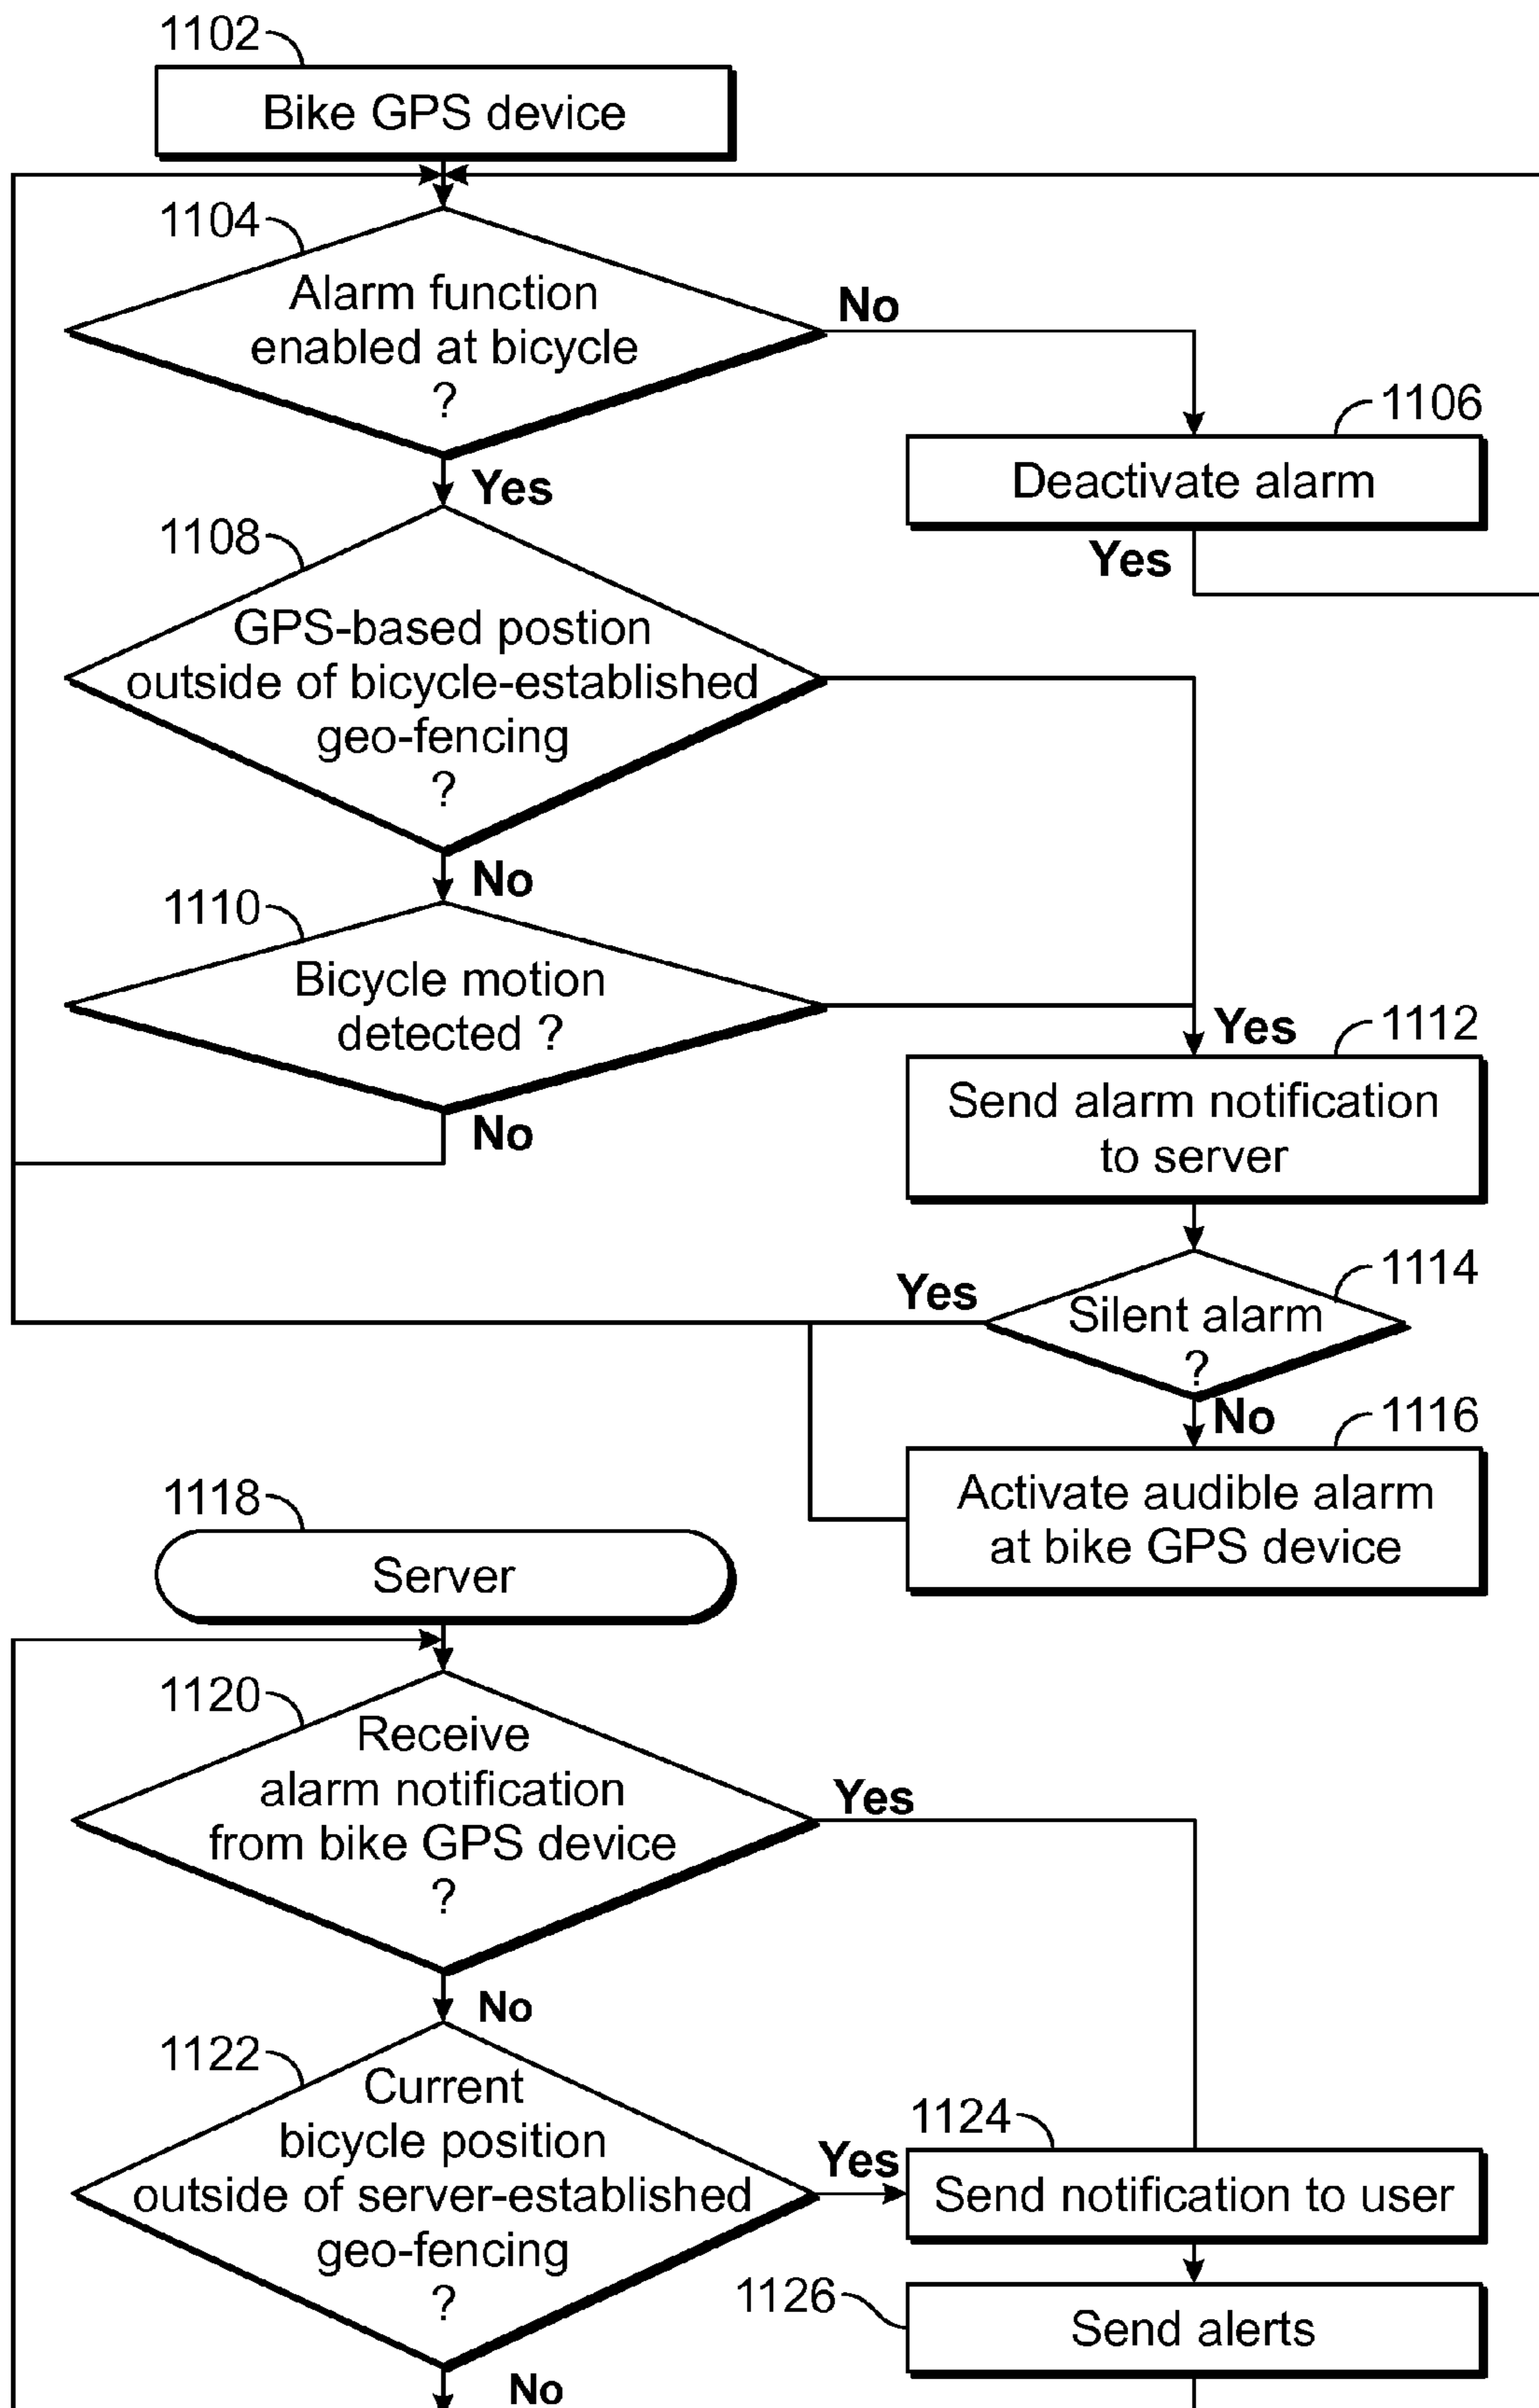 1102
Bike GPS device
1104
Alarm function
enabled at bicycle
?
No
1106
Deactivate alarm
Yes
Yes
1108
GPS-based postion
outside of bicycle-established
geo-fencing
?
No
1110
Bicycle motion
detected ?
No
Yes
1112
Send alarm notification
to server
1114
Silent alarm
?
Yes
No
1116
Activate audible alarm
at bike GPS device
1118
Server
1120
Receive
alarm notification
from bike GPS device
?
Yes
No
1122
Current
bicycle position
outside of server-established
geo-fencing
?
Yes
No
1124
Send notification to user
1126
Send alerts